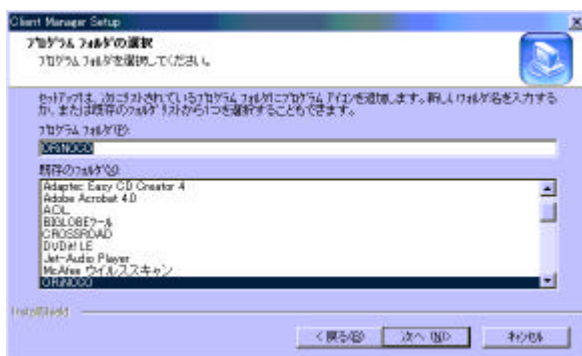 Client Manager Setup
プログラム フォルダの選択
プログラム フォルダを選択してください。
セットアップは、次にリストされているプログラム フォルダにプログラム アイコンを追加します。新しいフォルダ名を入力する
か、または既存のフォルダ リストから1つを選択することもできます。
プログラム フォルダ(P):
ORiNOCO
既存のフォルダ(X):
Adaptec Easy CD Creator 4
Adobe Acrobat 4.0
AOL
BIGLOBEツール
CROSSROAD
DVDit! LE
Jet-Audio Player
McAfee ウイルススキャン
ORiNOCO
InstallShield
< 戻る(B)
次へ (N)>
キャンセル